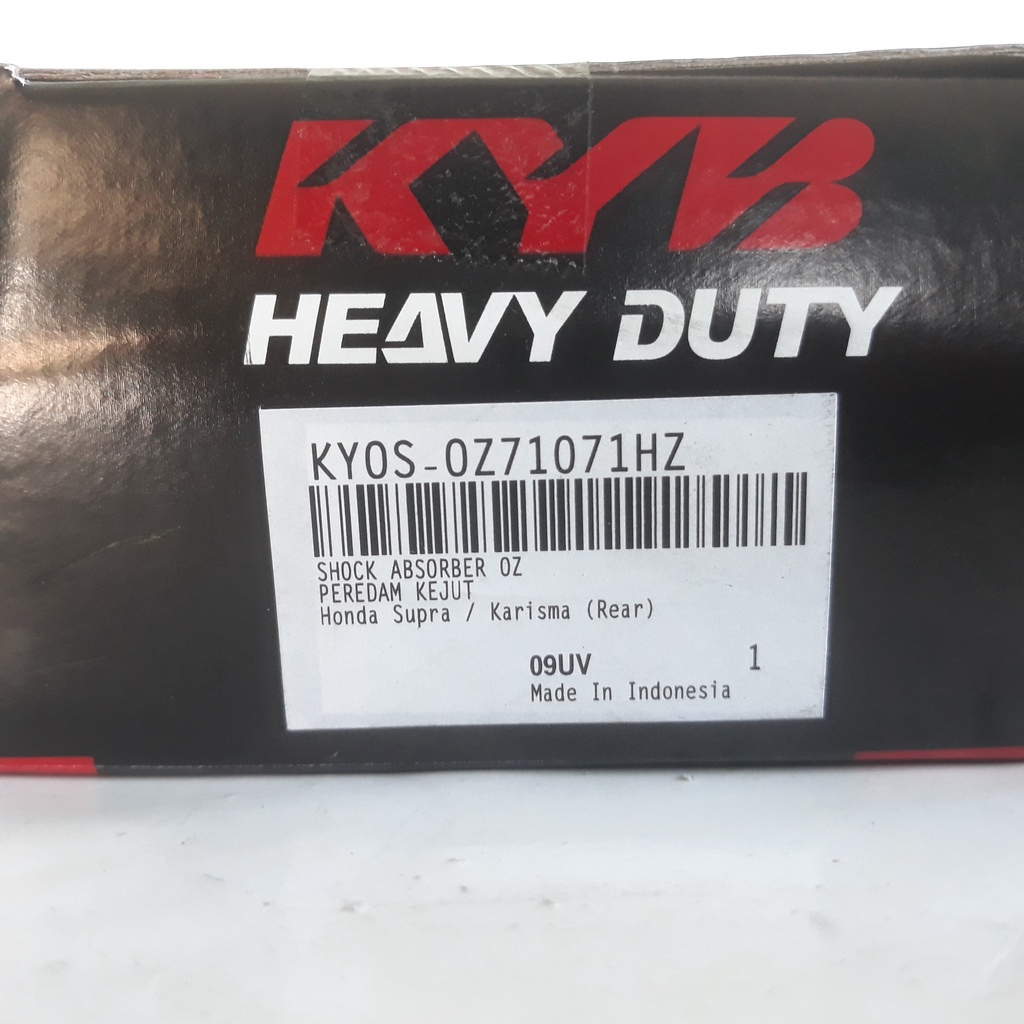 KYB
HEAVY DUTY
KYOS-OZ71071HZ
SHOCK ABSORBER OZ
PEREDAM KEJUT
Honda Supra / Karisma (Rear)
09UV 1
Made In Indonesia